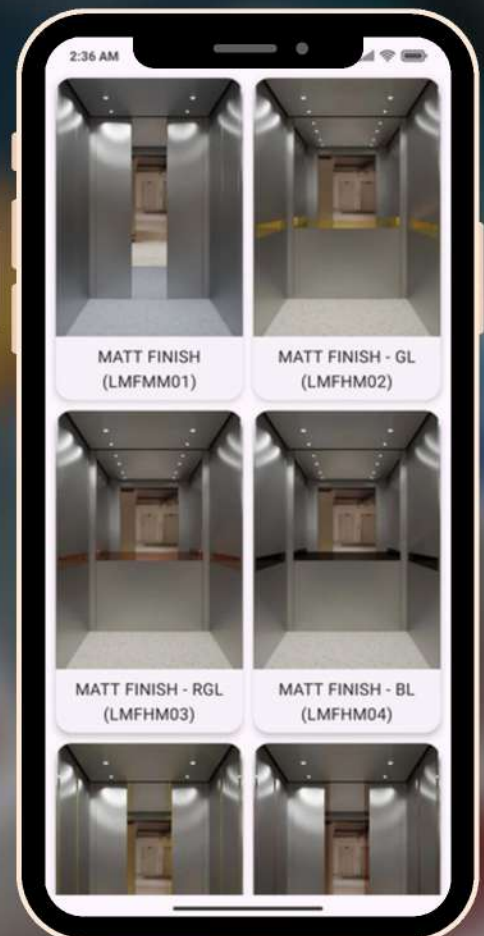 2:36 AM
MATT FINISH
(LMFMM01)
MATT FINISH - GL
(LMFHM02)
MATT FINISH - RGL
(LMFHM03)
MATT FINISH - BL
(LMFHM04)